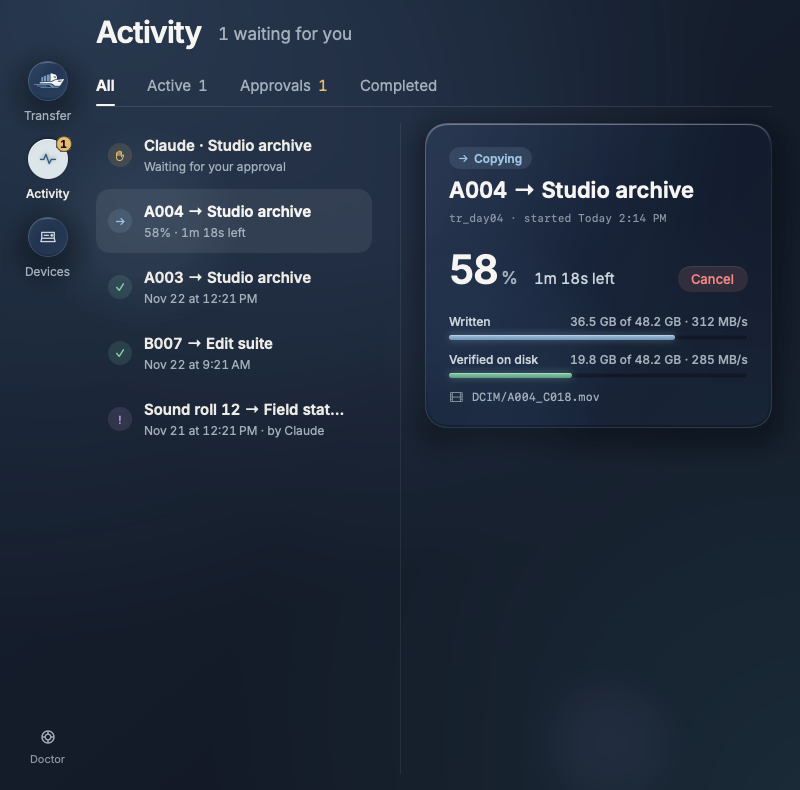 Activity 1 waiting for you
Transfer
1
Activity
Devices
Doctor
All Active 1 Approvals 1 Completed
Claude · Studio archive
Waiting for your approval
A004 → Studio archive
58% · 1m 18s left
A003 → Studio archive
Nov 22 at 12:21 PM
B007 → Edit suite
Nov 22 at 9:21 AM
Sound roll 12 → Field stat...
Nov 21 at 12:21 PM · by Claude
→ Copying
A004 → Studio archive
tr_day04 · started Today 2:14 PM
58% 1m 18s left Cancel
Written 36.5 GB of 48.2 GB · 312 MB/s
Verified on disk 19.8 GB of 48.2 GB · 285 MB/s
DCIM/A004_C018.mov